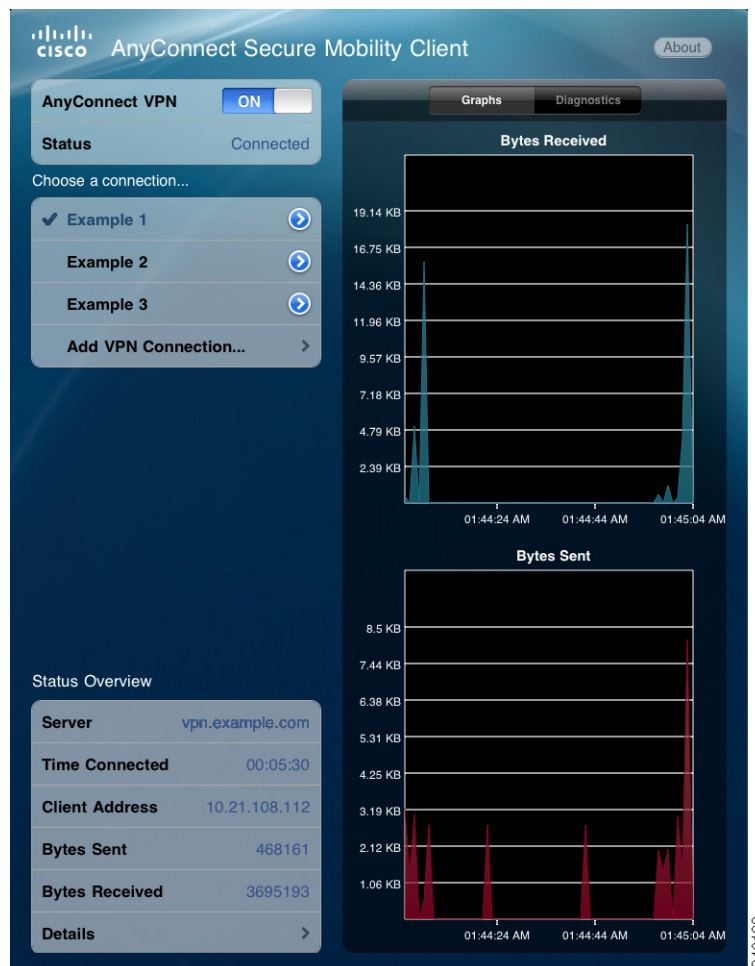 cisco AnyConnect Secure Mobility Client
About
AnyConnect VPN ON
Status Connected
Choose a connection...
Example 1
Example 2
Example 3
Add VPN Connection...
Status Overview
Server vpn.example.com
Time Connected 00:05:30
Client Address 10.21.108.112
Bytes Sent 468161
Bytes Received 3695193
Details
Graphs Diagnostics
Bytes Received
19.14 KB
16.75 KB
14.36 KB
11.96 KB
9.57 KB
7.18 KB
4.79 KB
2.39 KB
01:44:24 AM 01:44:44 AM 01:45:04 AM
Bytes Sent
8.5 KB
7.44 KB
6.38 KB
5.31 KB
4.25 KB
3.19 KB
2.12 KB
1.06 KB
01:44:24 AM 01:44:44 AM 01:45:04 AM